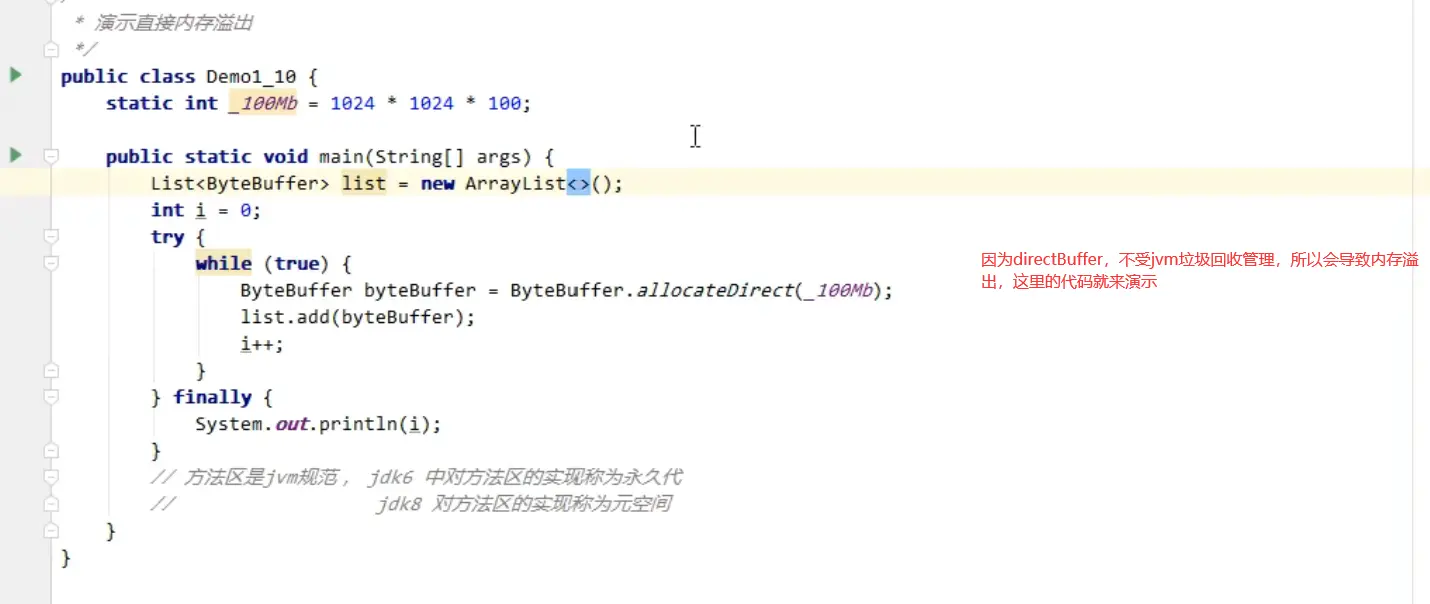 * 演示直接内存溢出
*/
public class Demo1_10 {
static int _100Mb = 1024 * 1024 * 100;
public static void main(String[] args) {
List<ByteBuffer> list = new ArrayList<>();
int i = 0;
try {
while (true) {
ByteBuffer byteBuffer = ByteBuffer.allocateDirect(_100Mb);
list.add(byteBuffer);
i++;
}
} finally {
System.out.println(i);
}
// 方法区是jvm规范， jdk6 中对方法区的实现称为永久代
// jdk8 对方法区的实现称为元空间
}
}
因为directBuffer，不受jvm垃圾回收管理，所以会导致内存溢
出，这里的代码就来演示